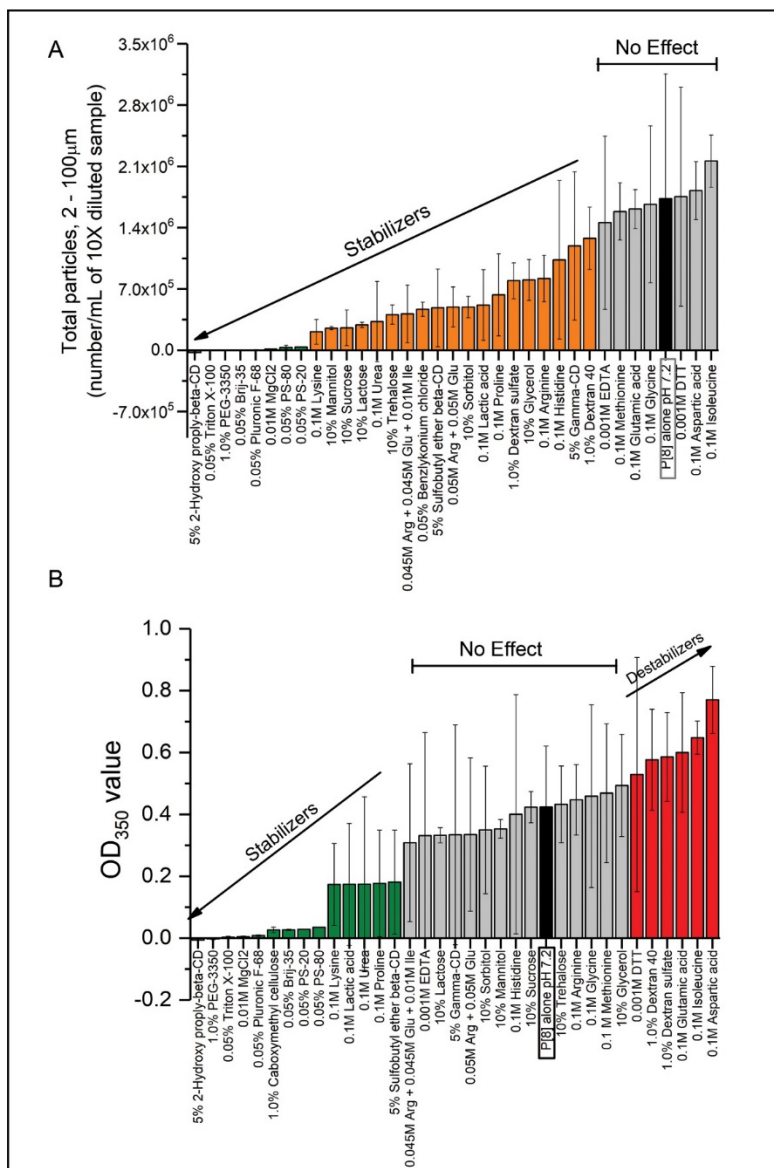 A
No Effect
Stabilizers
Total particles, 2 - 100µm
(number/mL of 10X diluted sample)
3.5x10⁶
2.8x10⁶
2.1x10⁶
1.4x10⁶
7.0x10⁵
0.0
-7.0x10⁵
5% 2-Hydroxy proply-beta-CD
0.05% Triton X-100
1.0% PEG-3350
0.05% Brij-35
0.05% Pluronic F-68
0.01M MgCl2
0.05% PS-80
0.05% PS-20
0.1M Lysine
10% Mannitol
10% Sucrose
10% Lactose
0.1M Urea
10% Trehalose
0.045M Arg + 0.045M Glu + 0.01M Ile
0.05% Benzlykonium chloride
5% Sulfobutyl ether beta-CD
0.05M Arg + 0.05M Glu
10% Sorbitol
0.1M Lactic acid
0.1M Proline
1.0% Dextran sulfate
10% Glycerol
0.1M Arginine
0.1M Histidine
5% Gamma-CD
1.0% Dextran 40
0.001M EDTA
0.1M Methionine
0.1M Glutamic acid
0.1M Glycine
P[8] alone pH 7.2
0.001M DTT
0.1M Aspartic acid
0.1M Isoleucine
B
No Effect
Destabilizers
Stabilizers
OD₃₅₀ value
1.0
0.8
0.6
0.4
0.2
0.0
-0.2
5% 2-Hydroxy proply-beta-CD
1.0% PEG-3350
0.05% Triton X-100
0.01M MgCl2
0.05% Pluronic F-68
1.0% Caboxymethyl cellulose
0.05% Brij-35
0.05% PS-20
0.05% PS-80
0.1M Lysine
0.1M Lactic acid
0.1M Urea
0.1M Proline
5% Sulfobutyl ether beta-CD
0.045M Arg + 0.045M Glu + 0.01M Ile
0.001M EDTA
10% Lactose
5% Gamma-CD
0.05M Arg + 0.05M Glu
10% Sorbitol
10% Mannitol
0.1M Histidine
10% Sucrose
P[8] alone pH 7.2
10% Trehalose
0.1M Arginine
0.1M Glycine
0.1 M Methionine
10% Glycerol
0.001M DTT
1.0% Dextran 40
1.0% Dextran sulfate
0.1M Glutamic acid
0.1M Isoleucine
0.1M Aspartic acid